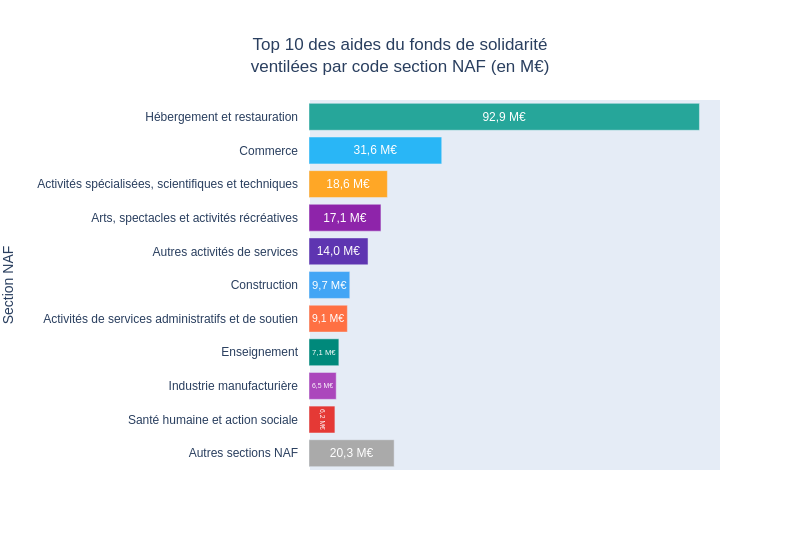 Top 10 des aides du fonds de solidarité
ventilées par code section NAF (en M€)
Section NAF
Hébergement et restauration 92,9 M€
Commerce 31,6 M€
Activités spécialisées, scientifiques et techniques 18,6 M€
Arts, spectacles et activités récréatives 17,1 M€
Autres activités de services 14,0 M€
Construction 9,7 M€
Activités de services administratifs et de soutien 9,1 M€
Enseignement 7,1 M€
Industrie manufacturière 6,5 M€
Santé humaine et action sociale 6,2 M€
Autres sections NAF 20,3 M€